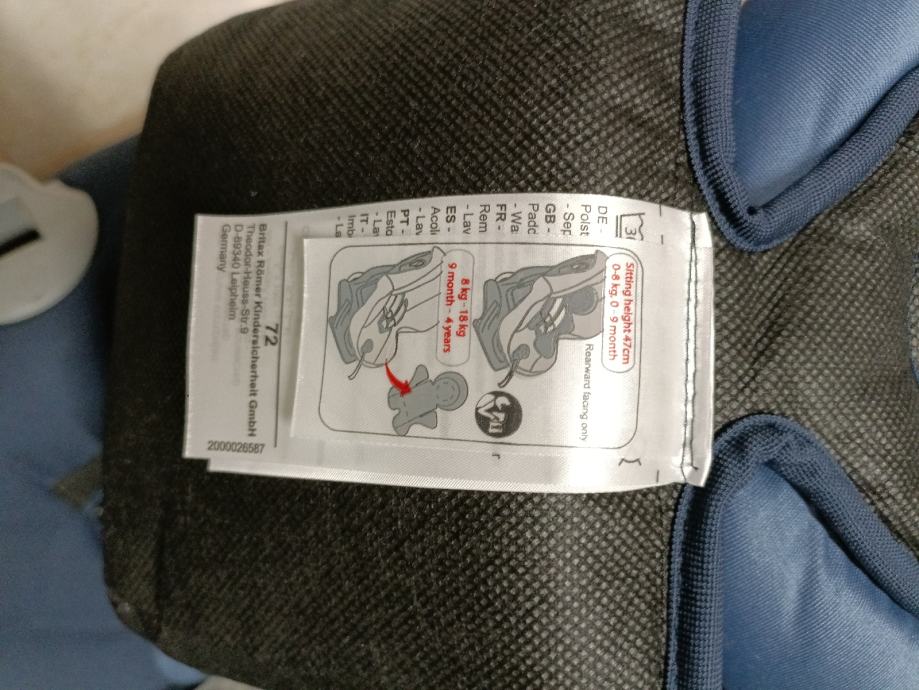 3
DE -
Polst
- Sep
GB -
Padd
- Wa
FR -
Rem
- Lav
ES -
Acol
- Lav
PT -
Esto
- Lav
IT -
Imb
- La
Sitting height 47cm
0-8 kg, 0 - 9 month
Rearward facing only
8 kg - 18 kg
9 month - 4 years
72
Britax Römer Kindersicherheit GmbH
Theodor-Heuss-Str.9
D-89340 Leipheim
Germany
2000026587